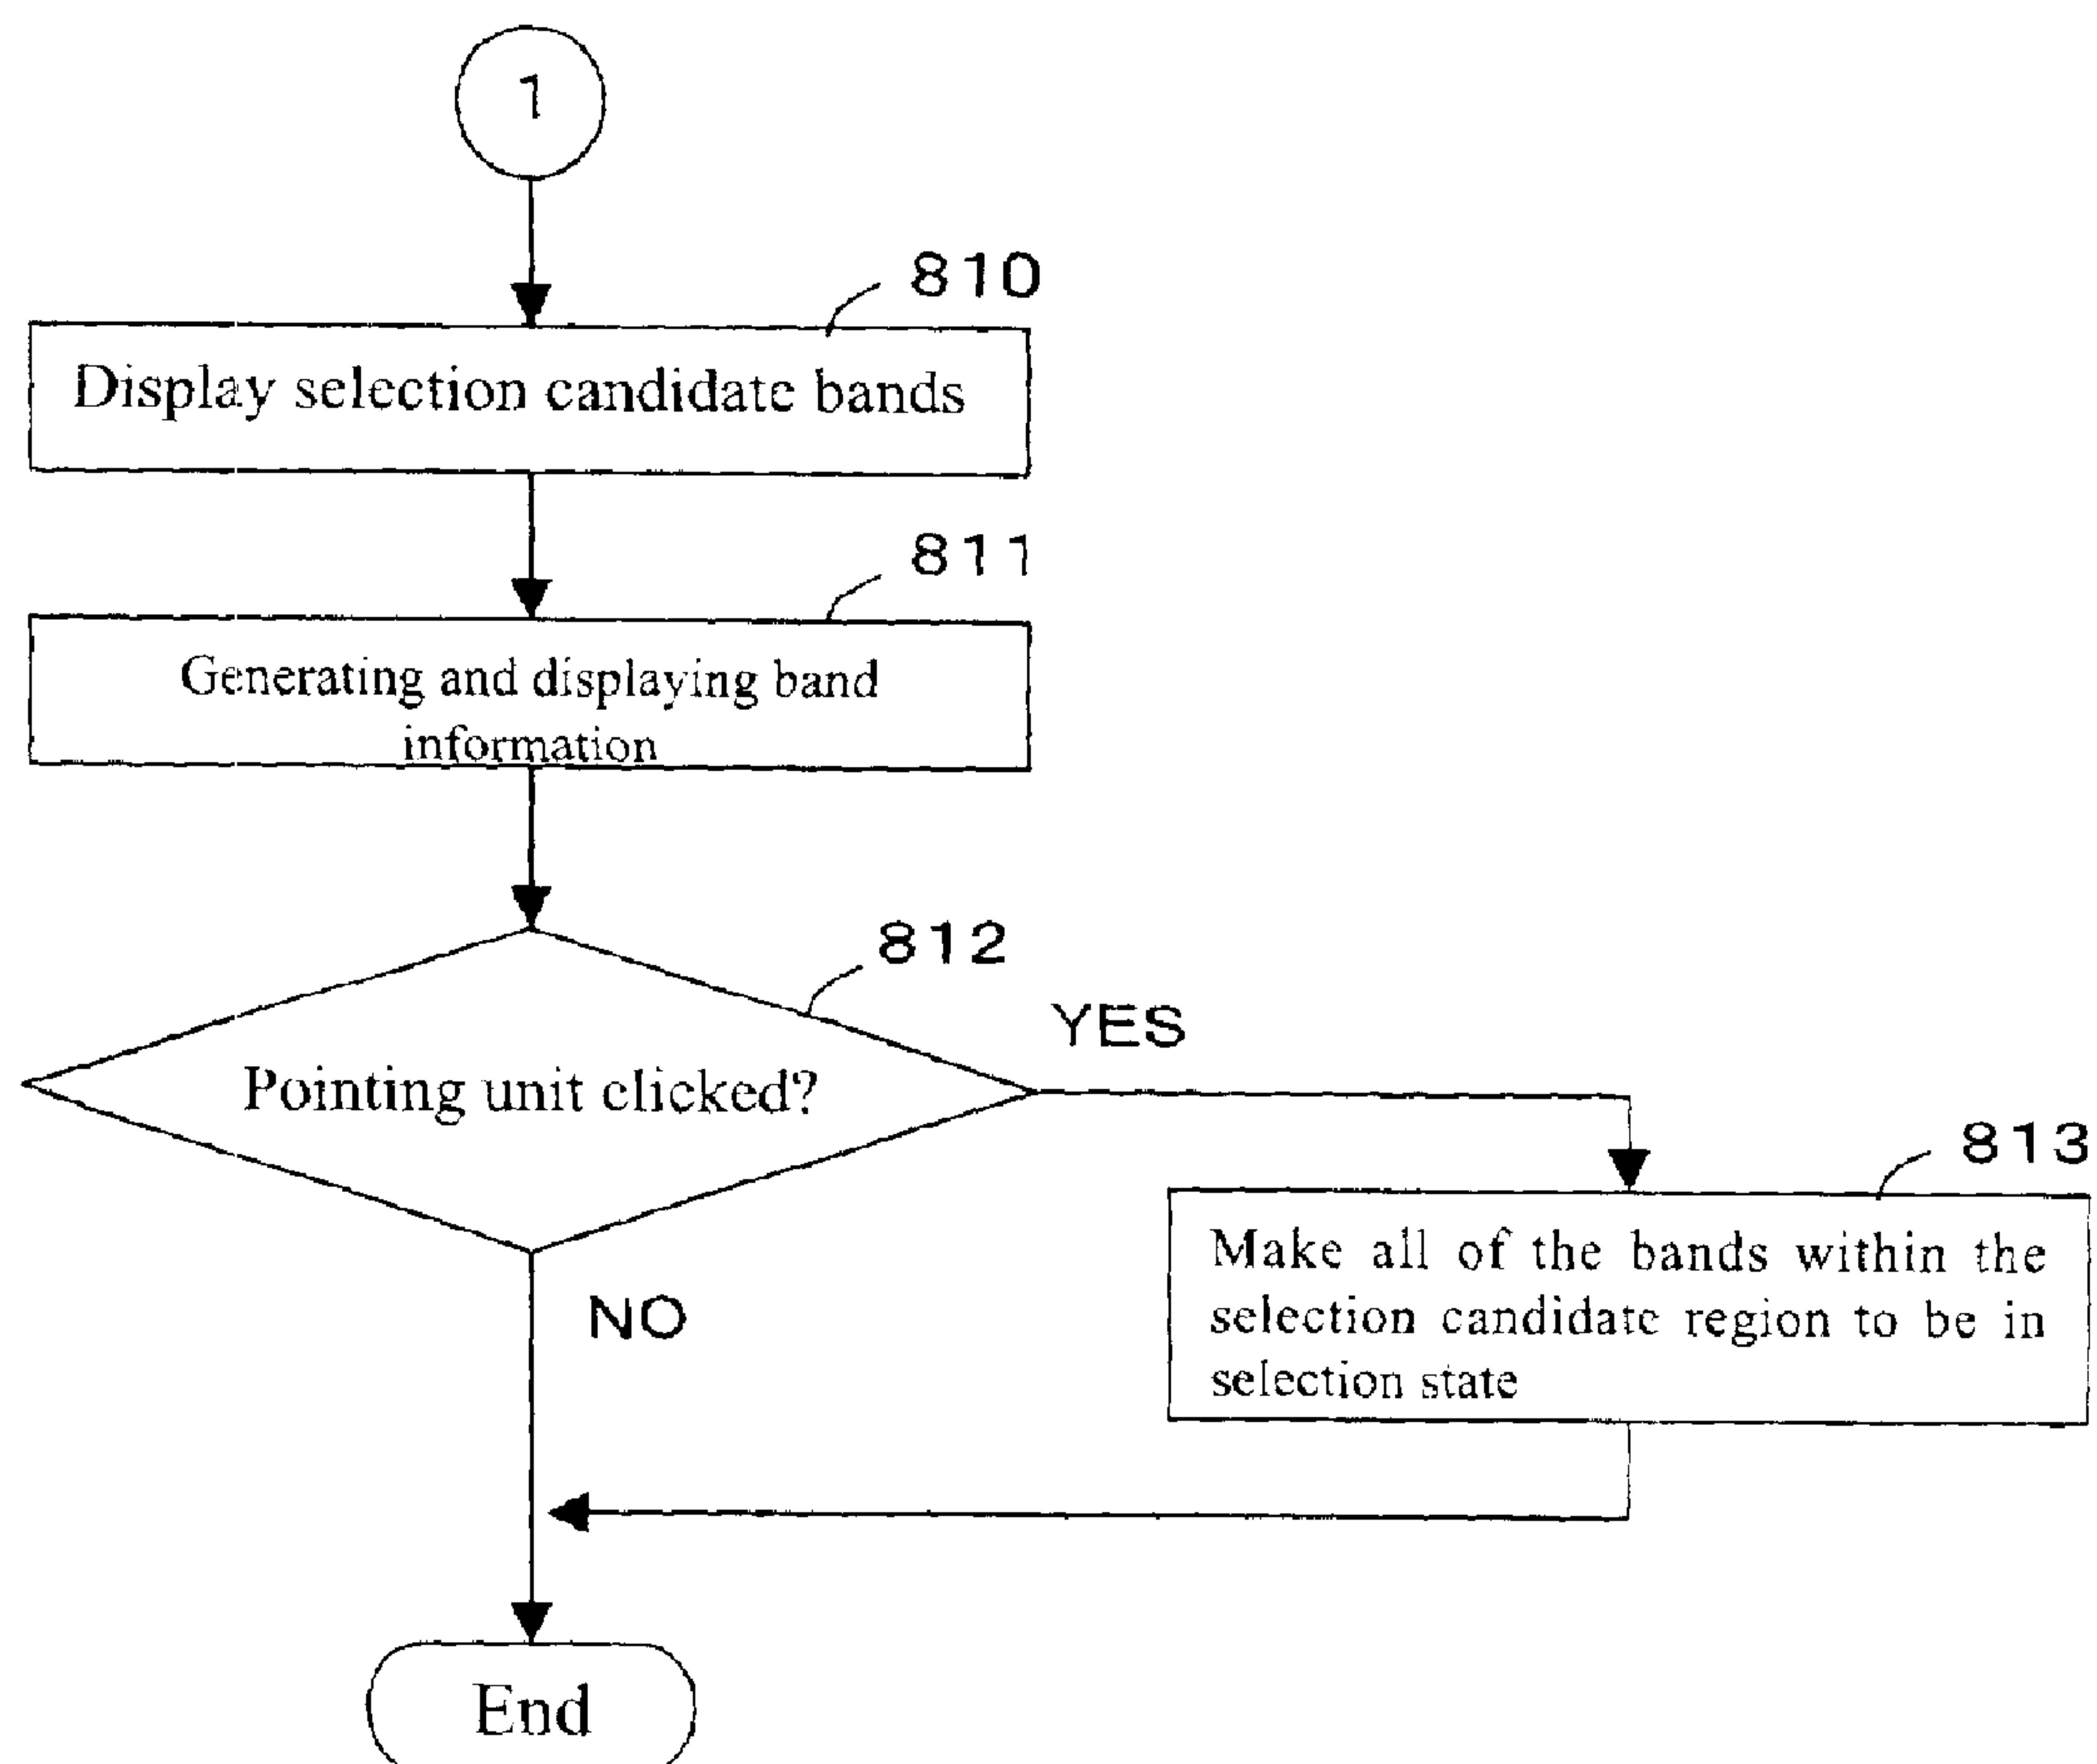 1
810
Display selection candidate bands
811
Generating and displaying band
information
812
YES
Pointing unit clicked?
813
Make all of the bands within the
selection candidate region to be in
selection state
NO
End